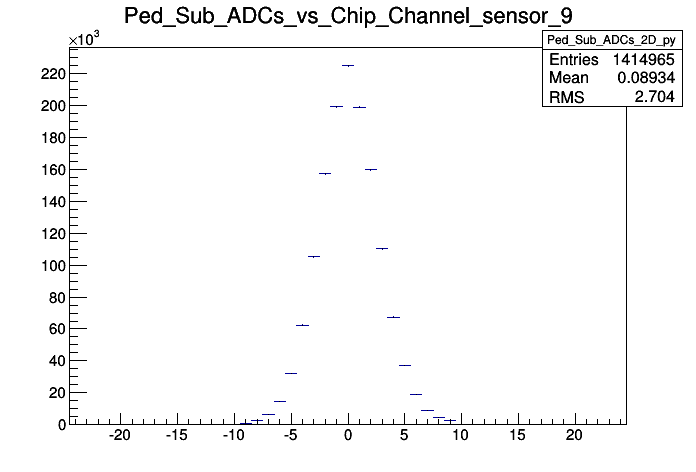 Ped_Sub_ADCs_vs_Chip_Channel_sensor_9
×10³
Ped_Sub_ADCs_2D_py
Entries 1414965
Mean 0.08934
RMS 2.704
220
200
180
160
140
120
100
80
60
40
20
0
-20 -15 -10 -5 0 5 10 15 20